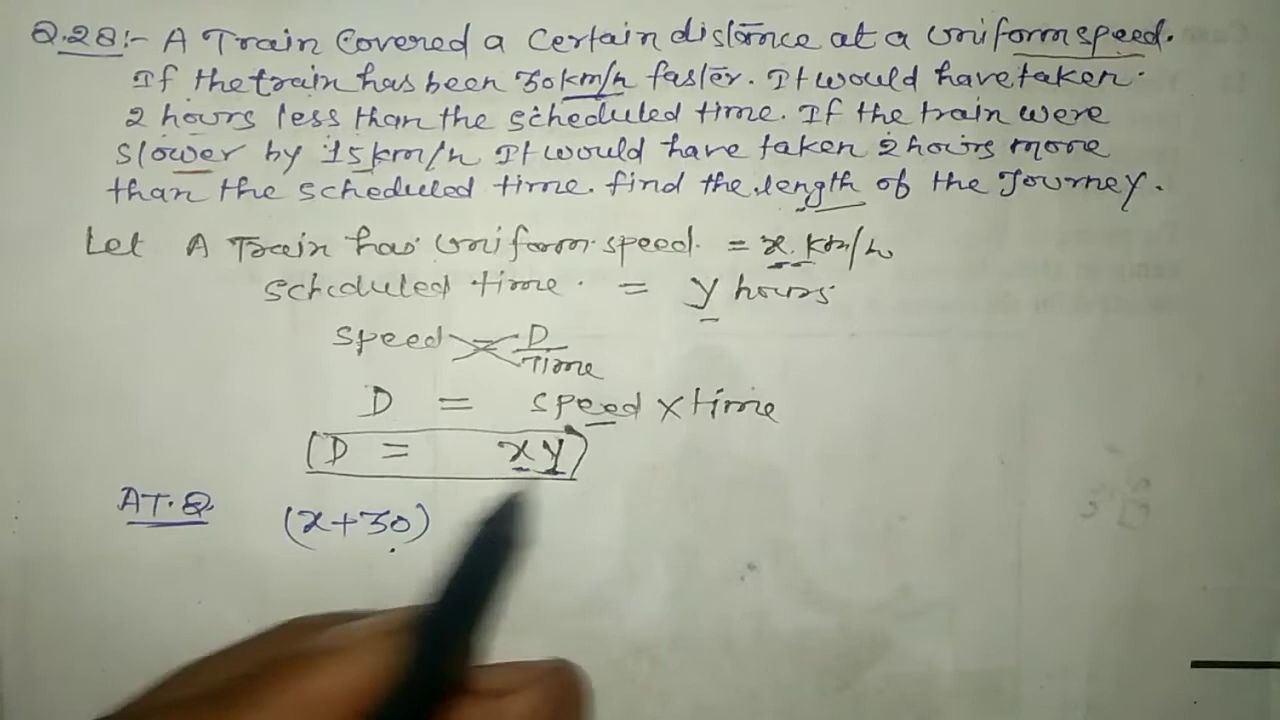 Q.28:- A Train Covered a Certain distance at a Uniform speed.
If the train has been 30km/h faster. It would have taken
2 hours less than the scheduled time. If the train were
slower by 15km/h It would have taken 2 hours more
than the scheduled time. find the length of the Journey.
Let A Train has Uniform speed. = x. km/h
scheduled time = y hours
speed = D/Time
D = speed × time
(D = xy)
AT.Q. (x+30)